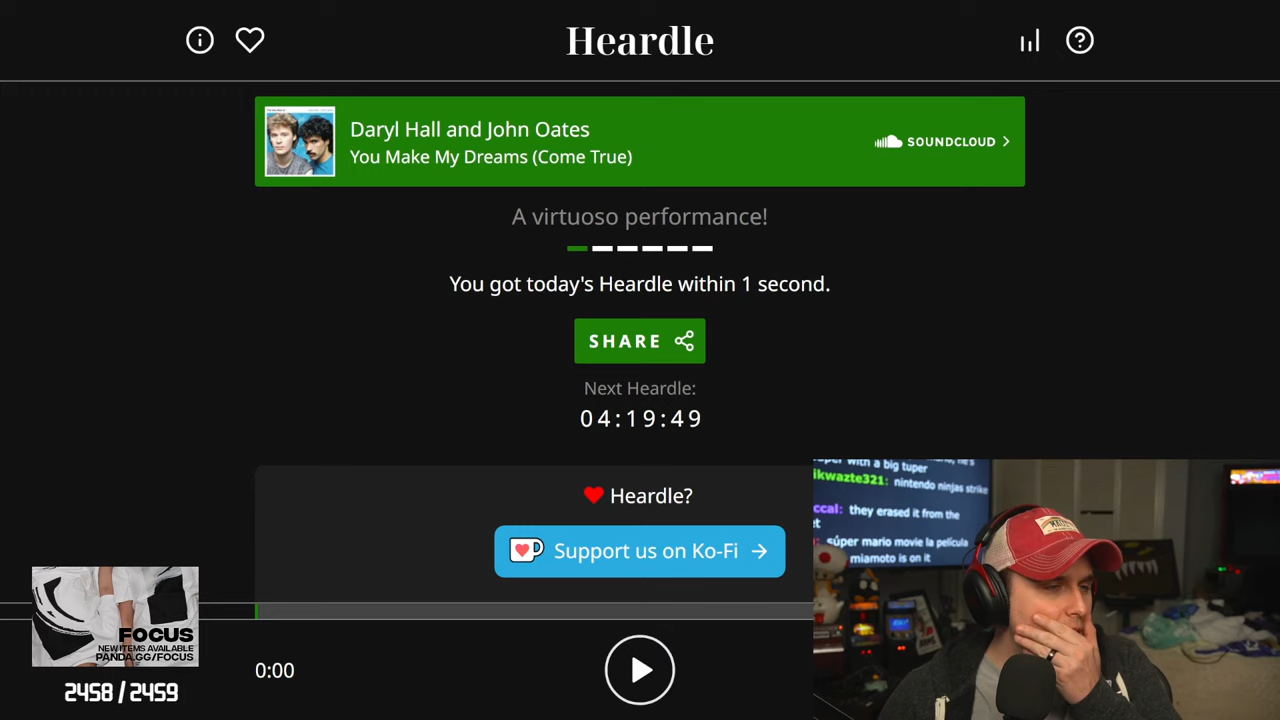 Heardle
Daryl Hall and John Oates
You Make My Dreams (Come True)
SOUNDCLOUD
A virtuoso performance!
You got today's Heardle within 1 second.
SHARE
Next Heardle:
04:19:49
Heardle?
Support us on Ko-Fi
0:00
FOCUS
NEW ITEMS AVAILABLE
PANDA.GG/FOCUS
2458 / 2459
with a big tuper
ikwazte321: nintendo ninjas strike
ccal: they erased it from the
súper mario movie la película
miamoto is on it